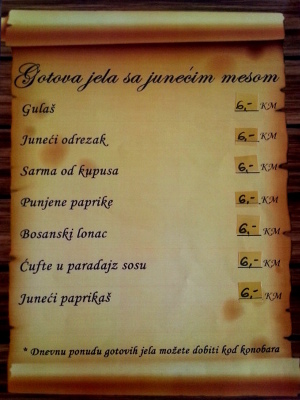 Gotova jela sa junećim mesom
Gulaš 6,- KM
Juneći odrezak 6,- KM
Sarma od kupusa 6,- KM
Punjene paprike 6,- KM
Bosanski lonac 6,- KM
Ćufte u paradajz sosu 6,- KM
Juneći paprikaš 6,- KM
* Dnevnu ponudu gotovih jela možete dobiti kod konobara